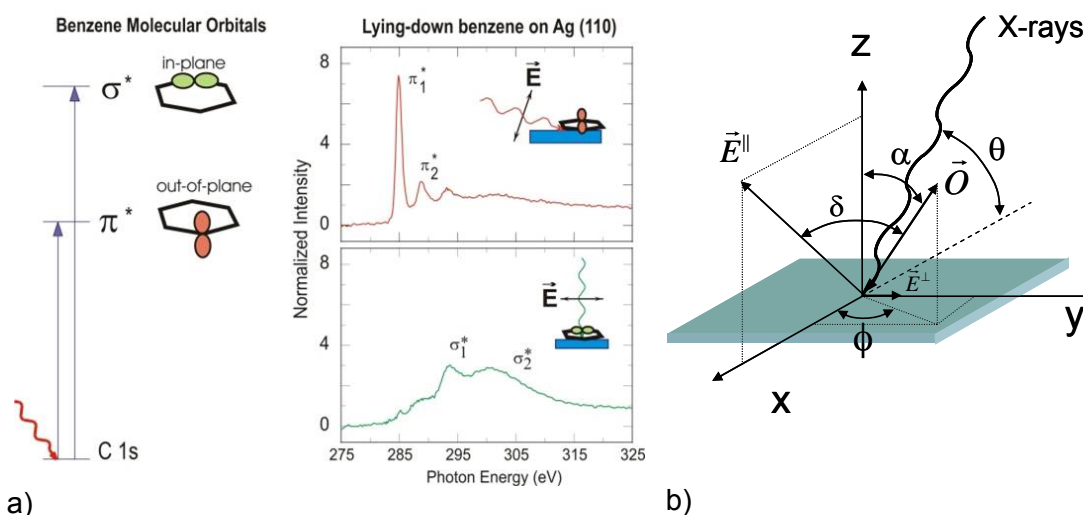 Benzene Molecular Orbitals
σ*
in-plane
out-of-plane
π*
C 1s
a)
Lying-down benzene on Ag (110)
Normalized Intensity
8
4
0
π₁*
π₂*
E⃗
8
4
0
E⃗
σ₁*
σ₂*
275 285 295 305 315 325
Photon Energy (eV)
b)
Z
X-rays
E⃗∥
α
θ
O⃗
δ
E⃗⊥
y
ϕ
x